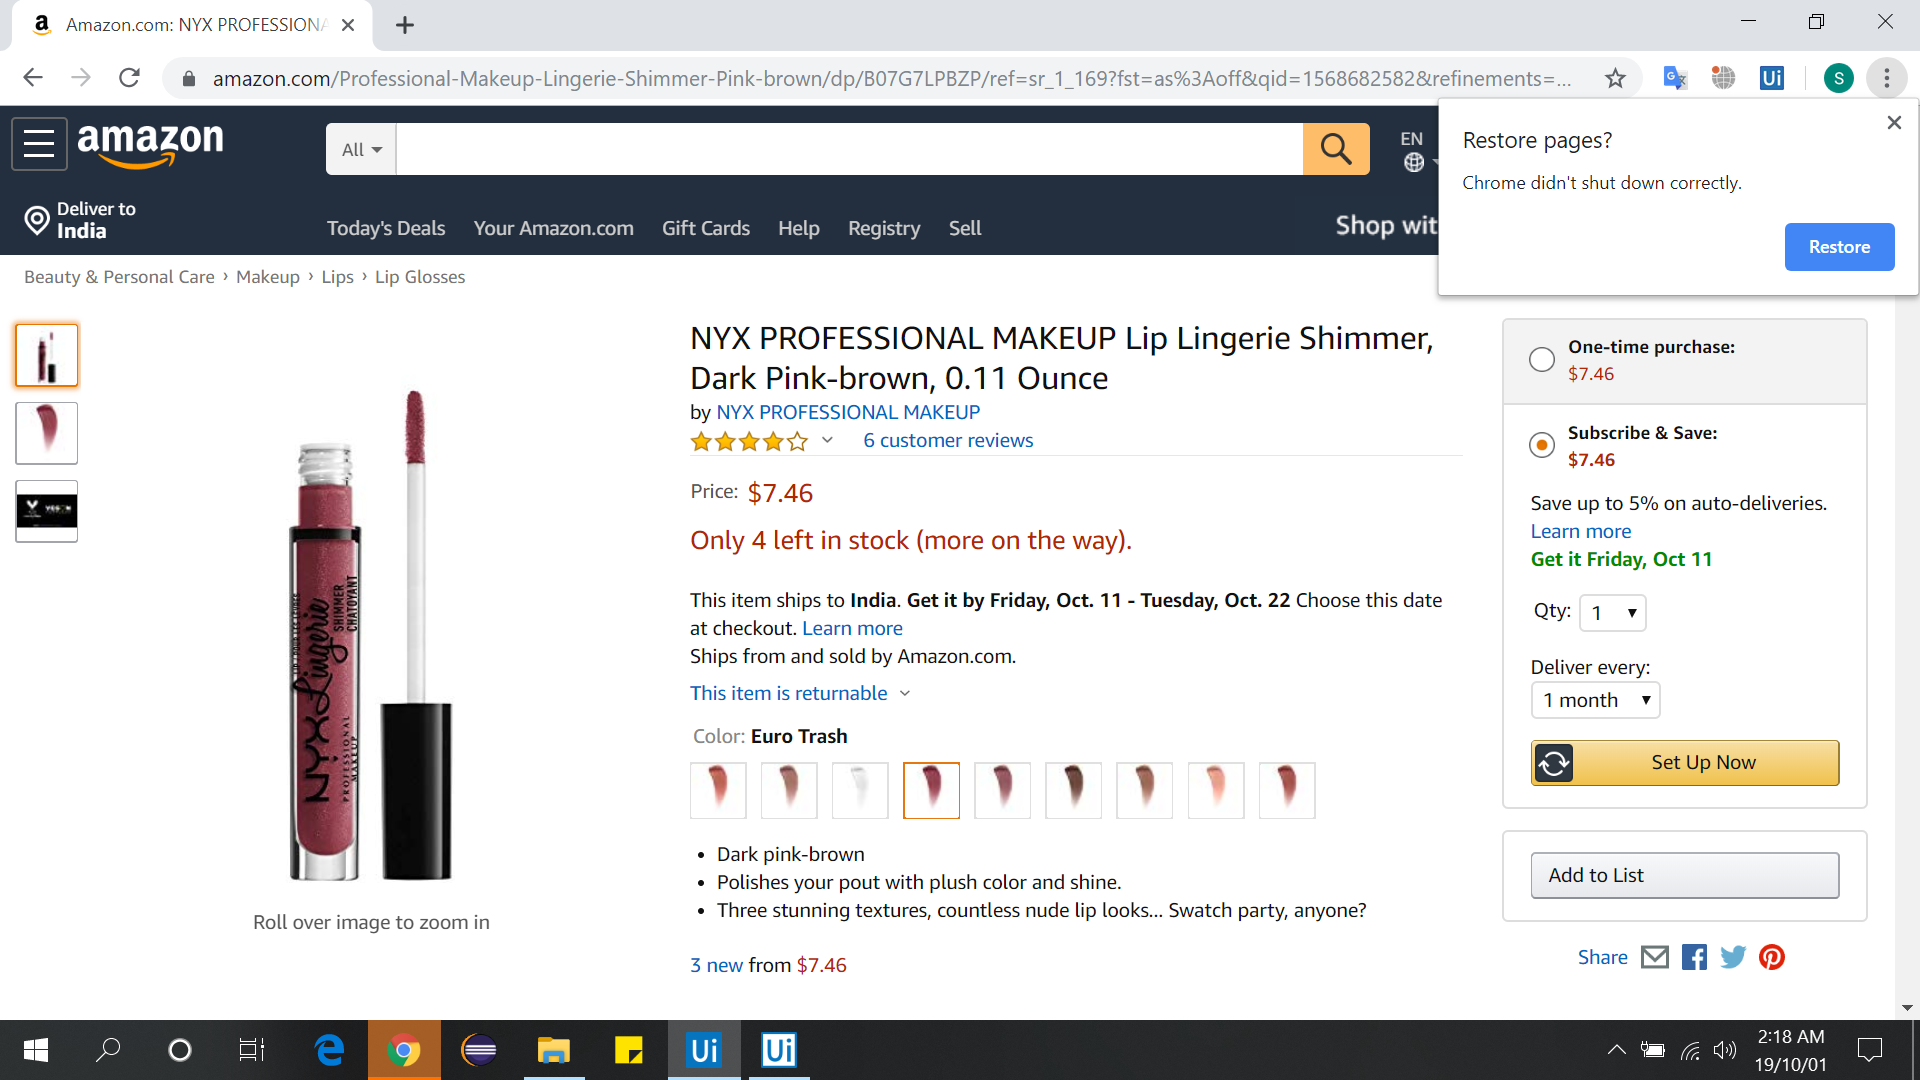 Amazon.com: NYX PROFESSIONA
amazon.com/Professional-Makeup-Lingerie-Shimmer-Pink-brown/dp/B07G7LPBZP/ref=sr_1_169?fst=as%3Aoff&qid=1568682582&refinements=...
Ui
S
Restore pages?
Chrome didn't shut down correctly.
Restore
amazon
All
EN
Deliver to
India
Today's Deals
Your Amazon.com
Gift Cards
Help
Registry
Sell
Shop wit
Beauty & Personal Care › Makeup › Lips › Lip Glosses
NYX PROFESSIONAL MAKEUP Lip Lingerie Shimmer,
Dark Pink-brown, 0.11 Ounce
by NYX PROFESSIONAL MAKEUP
6 customer reviews
Price: $7.46
Only 4 left in stock (more on the way).
This item ships to India. Get it by Friday, Oct. 11 - Tuesday, Oct. 22 Choose this date
at checkout. Learn more
Ships from and sold by Amazon.com.
This item is returnable
Color: Euro Trash
• Dark pink-brown
• Polishes your pout with plush color and shine.
• Three stunning textures, countless nude lip looks... Swatch party, anyone?
3 new from $7.46
NYX
PROFESSIONAL
MAKEUP
Lingerie
SHIMMER
CHATOYANT
Roll over image to zoom in
One-time purchase:
$7.46
Subscribe & Save:
$7.46
Save up to 5% on auto-deliveries.
Learn more
Get it Friday, Oct 11
Qty: 1
Deliver every:
1 month
Set Up Now
Add to List
Share
Ui
Ui
2:18 AM
19/10/01